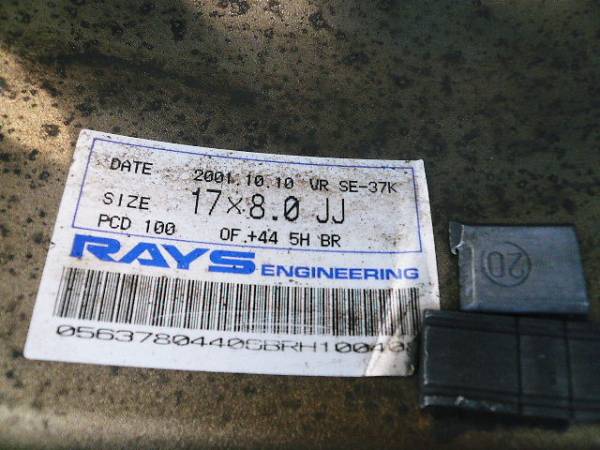 DATE 2001.10.10 VR SE-37K
SIZE 17×8.0 JJ
PCD 100 OF.+44 5H BR
RAYS ENGINEERING
20